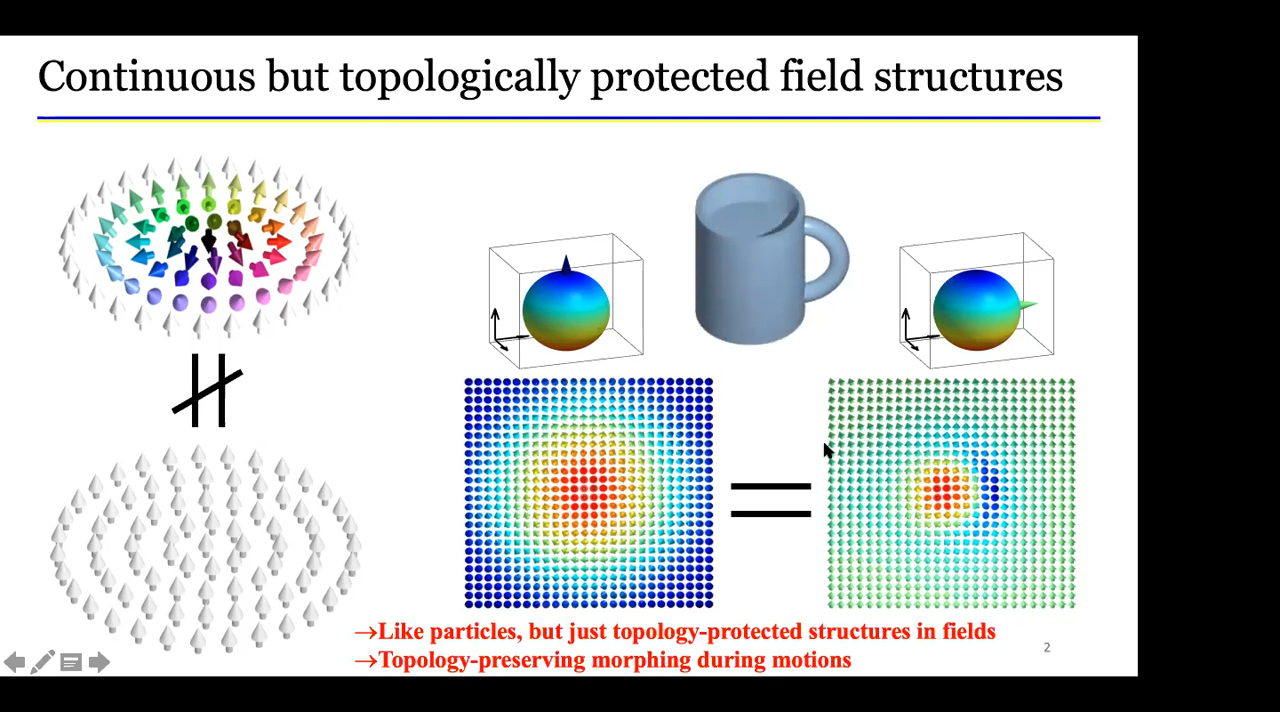 Continuous but topologically protected field structures
→Like particles, but just topology-protected structures in fields
→Topology-preserving morphing during motions
2